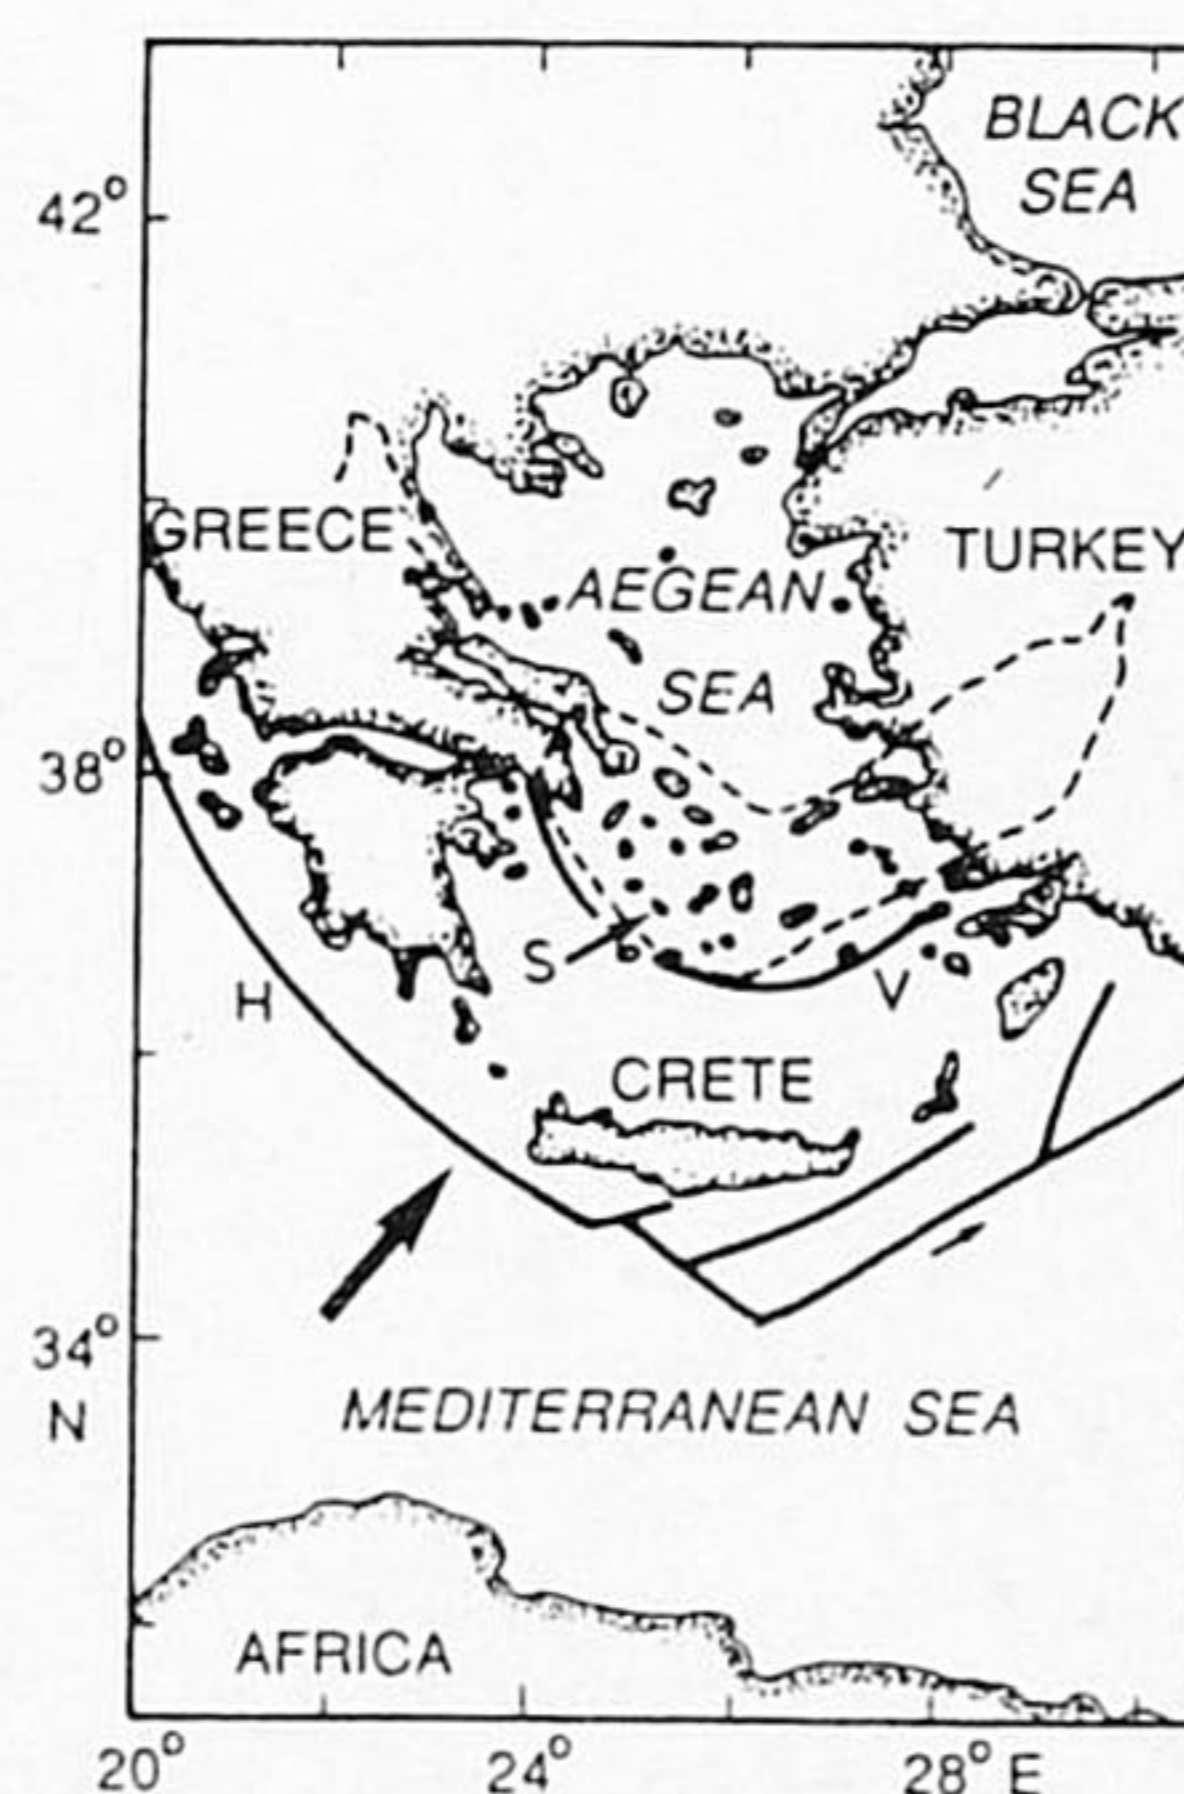 BLACK
SEA
42°
GREECE
TURKEY
AEGEAN
SEA
38°
S
V
H
CRETE
34°
N
MEDITERRANEAN SEA
AFRICA
20°
24°
28° E